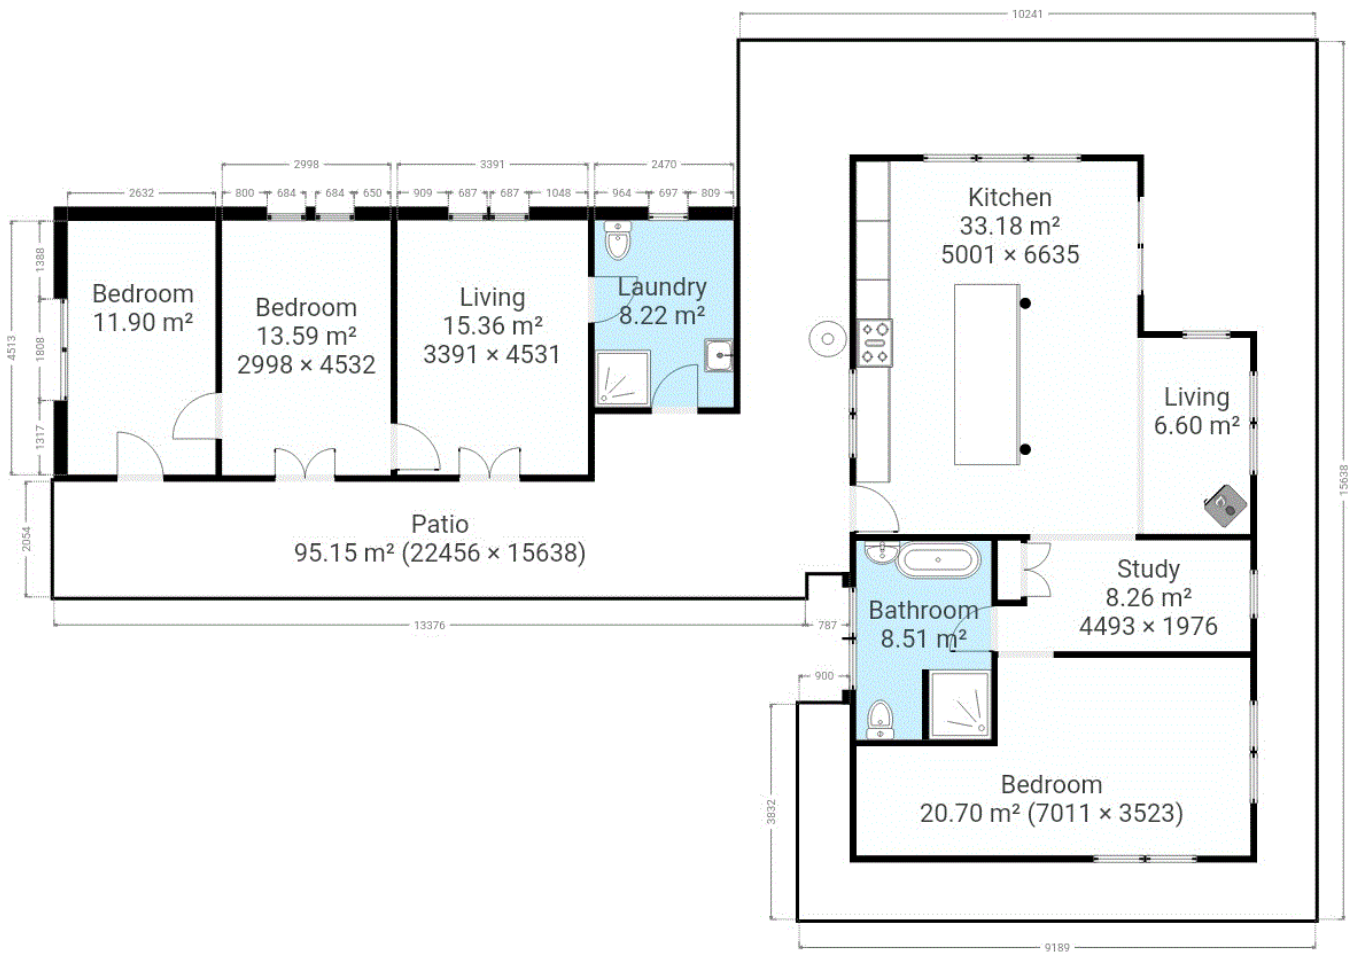 10241
2998
3391
2470
2632
800
684
684
650
909
687
687
1048
964
697
809
Kitchen
33.18 m²
5001 × 6635
1388
4513
1808
1317
Bedroom
11.90 m²
Bedroom
13.59 m²
2998 × 4532
Living
15.36 m²
3391 × 4531
Laundry
8.22 m²
Living
6.60 m²
15638
Patio
95.15 m² (22456 × 15638)
2054
13376
787
Bathroom
8.51 m²
Study
8.26 m²
4493 × 1976
900
3832
Bedroom
20.70 m² (7011 × 3523)
9189